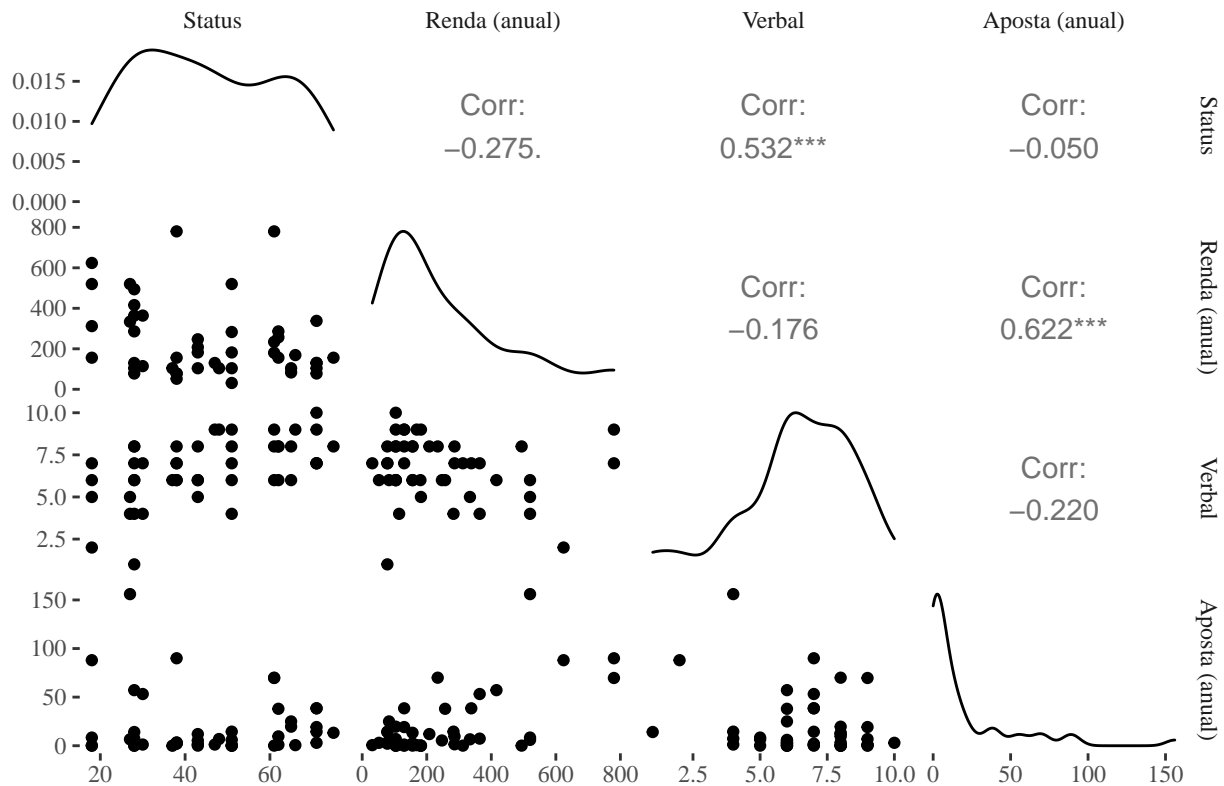 Status Renda (anual) Verbal Aposta (anual)
0.015
0.010
0.005
0.000
Corr:
−0.275.
Corr:
0.532***
Corr:
−0.050
Status
800
600
400
200
0
Corr:
−0.176
Corr:
0.622***
Renda (anual)
10.0
7.5
5.0
2.5
Corr:
−0.220
Verbal
150
100
50
0
Aposta (anual)
20 40 60 0 200 400 600 800 2.5 5.0 7.5 10.0 0 50 100 150